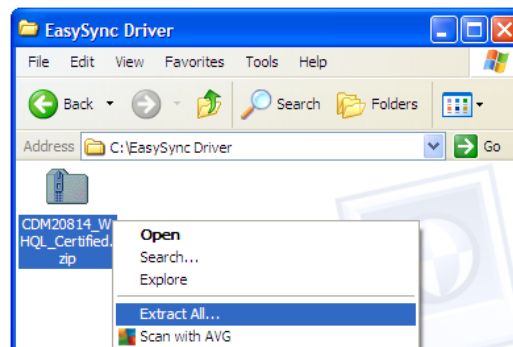 EasySync Driver
File Edit View Favorites Tools Help
Back Search Folders
Address C:\EasySync Driver Go
CDM20814_W
HQL_Certified.
zip
Open
Search...
Explore
Extract All...
Scan with AVG